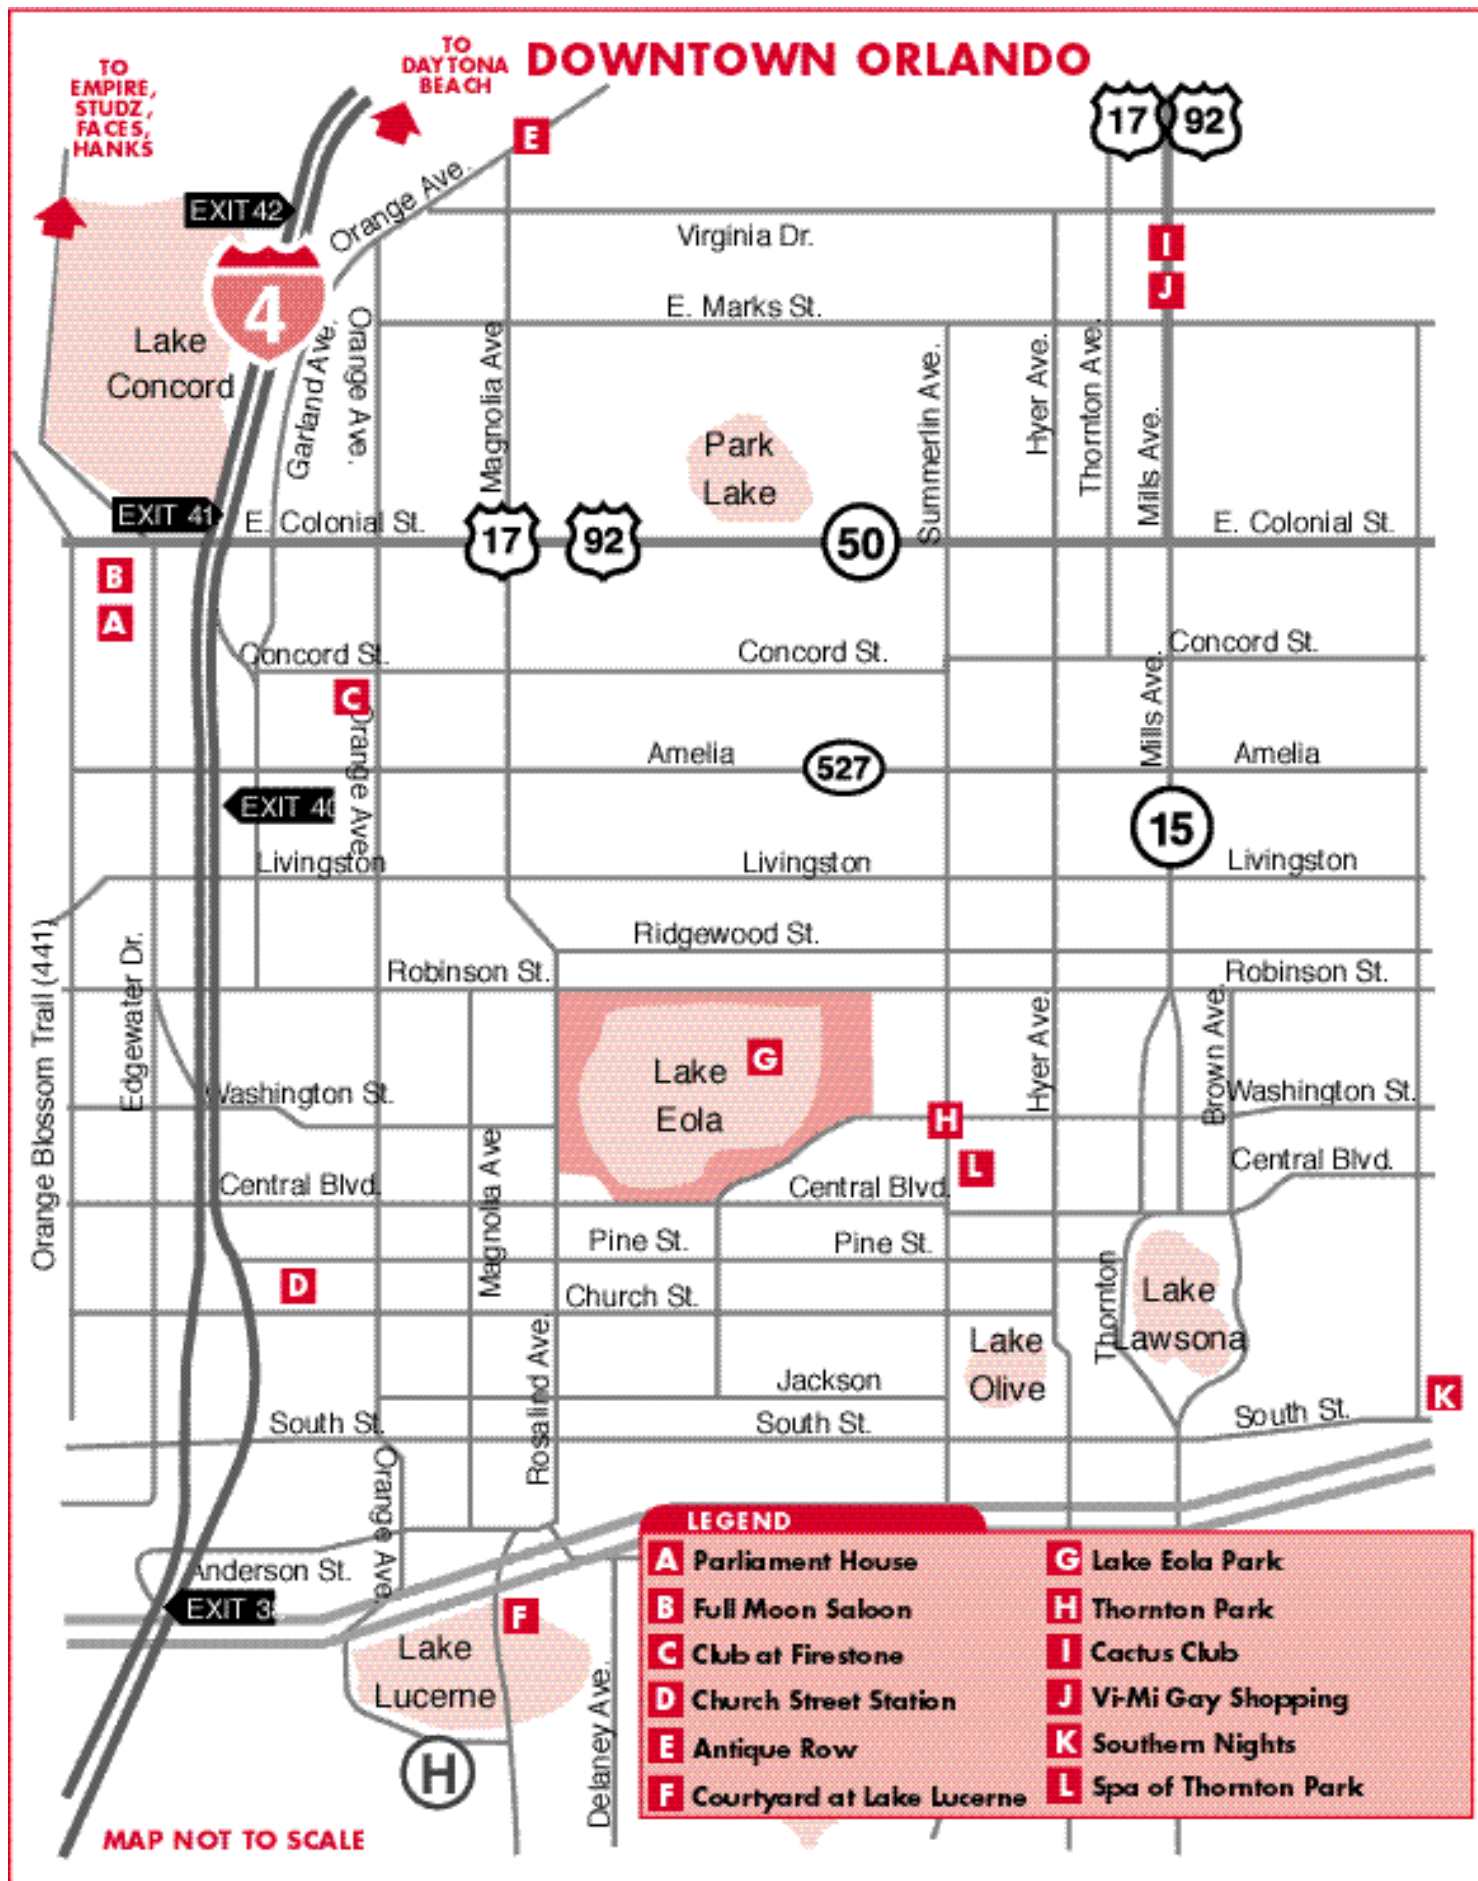 DOWNTOWN ORLANDO
TO
EMPIRE,
STUDZ,
FACES,
HANKS
TO
DAYTONA
BEACH
E
17
92
EXIT 42
Orange Ave.
Virginia Dr.
I
J
4
E. Marks St.
Lake
Concord
Garland Ave.
Orange Ave.
Magnolia Ave
Park
Lake
Summerlin Ave.
Hyer Ave.
Thornton Ave.
Mills Ave.
EXIT 41
E. Colonial St.
17
92
50
E. Colonial St.
B
A
Concord St.
Concord St.
Concord St.
C
Orange Ave.
Mills Ave.
Amelia
527
Amelia
EXIT 40
15
Livingston
Livingston
Livingston
Ridgewood St.
Robinson St.
Robinson St.
Orange Blossom Trail (441)
Edgewater Dr.
Lake
Eola
G
Hyer Ave.
Brown Ave.
Washington St.
Washington St.
H
L
Magnolia Ave
Central Blvd.
Central Blvd.
Central Blvd.
Pine St.
Pine St.
D
Church St.
Thornton
Lake
Lawsona
Lake
Olive
Rosalind Ave.
Jackson
K
South St.
South St.
South St.
Orange Ave.
Anderson St.
EXIT 38
F
Lake
Lucerne
H
Delaney Ave.
LEGEND
A Parliament House
B Full Moon Saloon
C Club at Firestone
D Church Street Station
E Antique Row
F Courtyard at Lake Lucerne
G Lake Eola Park
H Thornton Park
I Cactus Club
J Vi-Mi Gay Shopping
K Southern Nights
L Spa of Thornton Park
MAP NOT TO SCALE